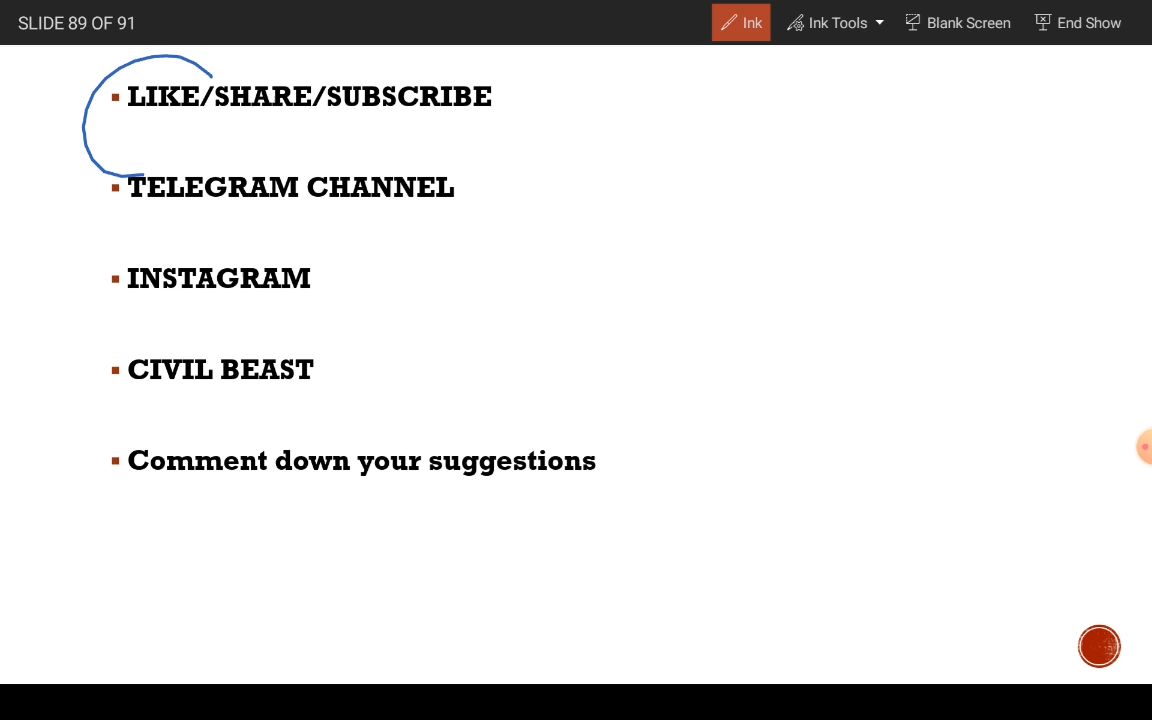 SLIDE 89 OF 91
Ink
Ink Tools
Blank Screen
End Show
LIKE/SHARE/SUBSCRIBE
TELEGRAM CHANNEL
INSTAGRAM
CIVIL BEAST
Comment down your suggestions